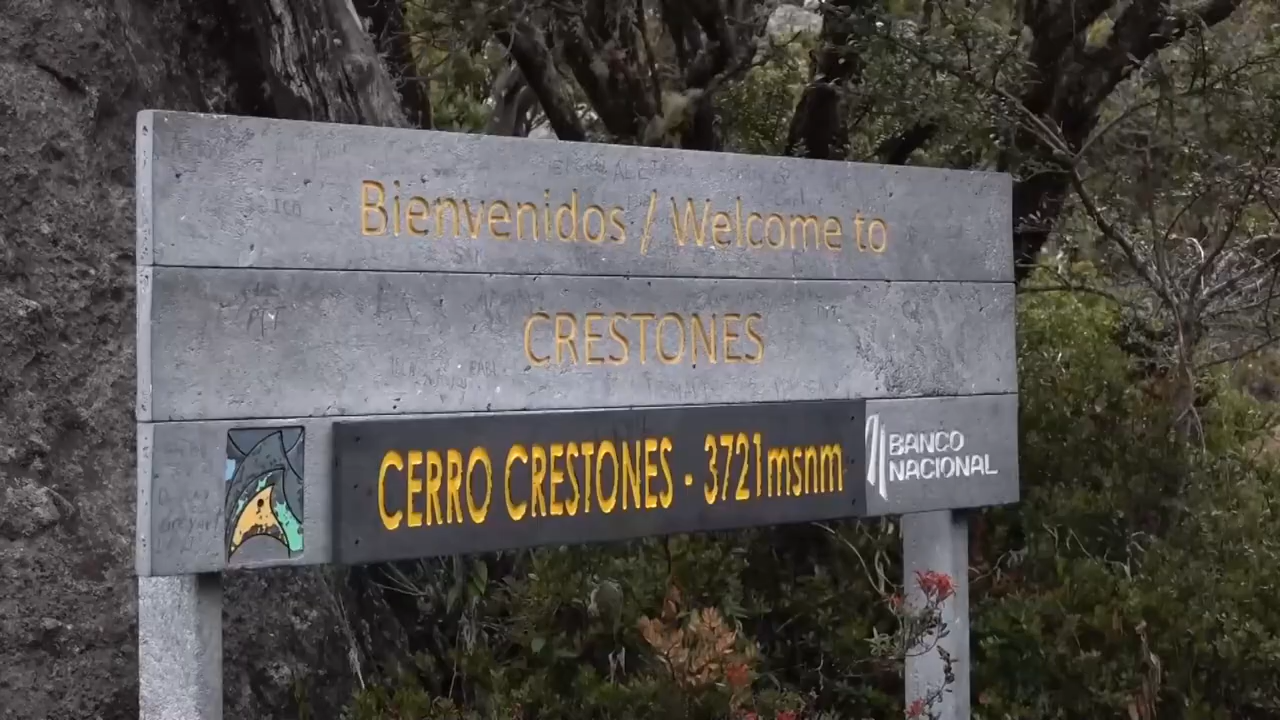 Bienvenidos / Welcome to
CRESTONES
CERRO CRESTONES - 3721msnm
BANCO
NACIONAL